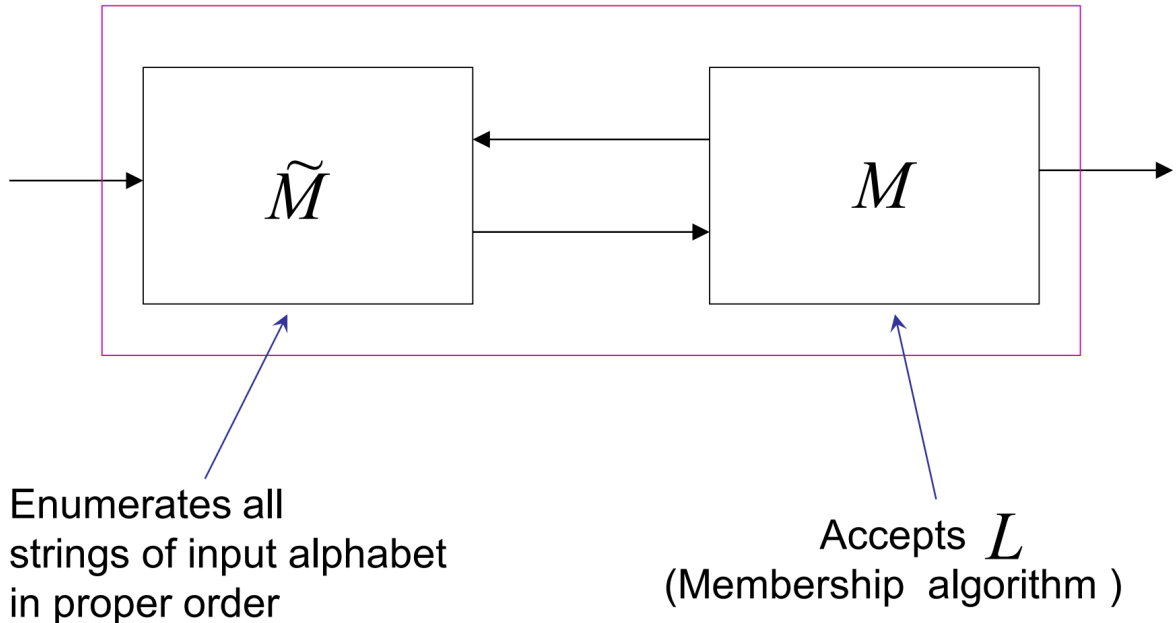 M̃
M
Enumerates all
strings of input alphabet
in proper order
Accepts L
(Membership algorithm )